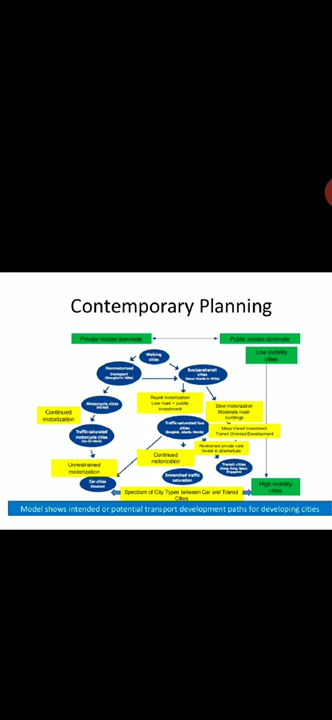 Contemporary Planning
Private modes dominate
Public modes dominate
Walking
cities
Low mobility
cities
Nonmotorised
transport
Bus/paratransit
cities
Rapid motorization
Low road + public
investment
Slow motorization
Moderate road-
buildings
Motorcycle cities
Continued
motorization
Traffic-saturated bus
cities
Mass transit investment
Transit Oriented Development
Traffic-saturated
motorcycle cities
Restrained private cars
Invest in alternatives
Continued
motorization
Unrestrained
motorization
Transit cities
Entrenched traffic
saturation
Car cities
High mobility
cities
Spectrum of City Types between Car and Transit
Cities
Model shows intended or potential transport development paths for developing cities